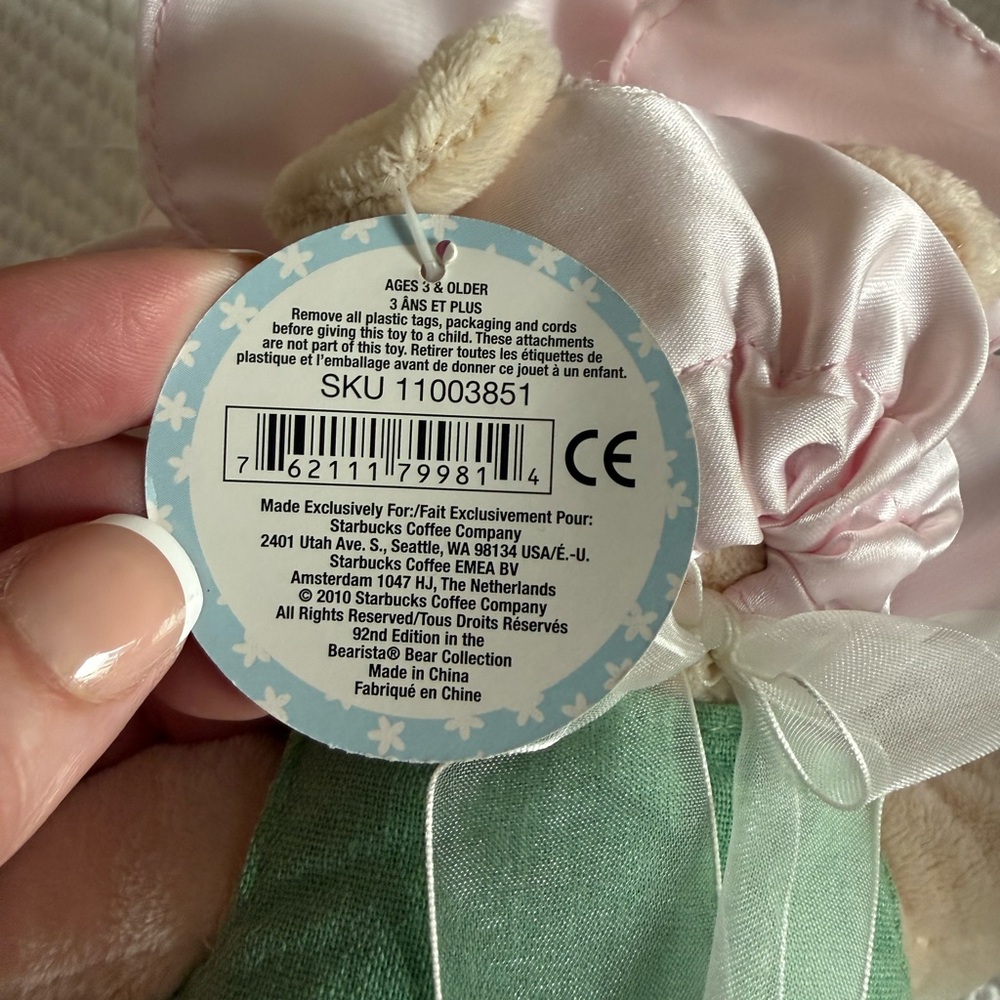 AGES 3 & OLDER
3 ÂNS ET PLUS
Remove all plastic tags, packaging and cords
before giving this toy to a child. These attachments
are not part of this toy. Retirer toutes les étiquettes de
plastique et l'emballage avant de donner ce jouet à un enfant.
SKU 11003851
7 62111 79981 4
CE
Made Exclusively For:/Fait Exclusivement Pour:
Starbucks Coffee Company
2401 Utah Ave. S., Seattle, WA 98134 USA/É.-U.
Starbucks Coffee EMEA BV
Amsterdam 1047 HJ, The Netherlands
© 2010 Starbucks Coffee Company
All Rights Reserved/Tous Droits Réservés
92nd Edition in the
Bearista® Bear Collection
Made in China
Fabriqué en Chine